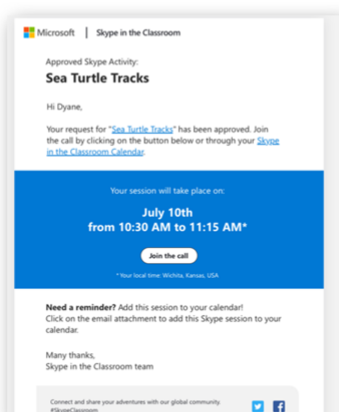 Microsoft | Skype in the Classroom
Approved Skype Activity:
Sea Turtle Tracks
Hi Dyane,
Your request for "Sea Turtle Tracks" has been approved. Join
the call by clicking on the button below or through your Skype
in the Classroom Calendar.
Your session will take place on:
July 10th
from 10:30 AM to 11:15 AM*
Join the call
* Your local time: Wichita, Kansas, USA
Need a reminder? Add this session to your calendar!
Click on the email attachment to add this Skype session to your
calendar.
Many thanks,
Skype in the Classroom team
Connect and share your adventures with our global community.
#SkypeClassroom